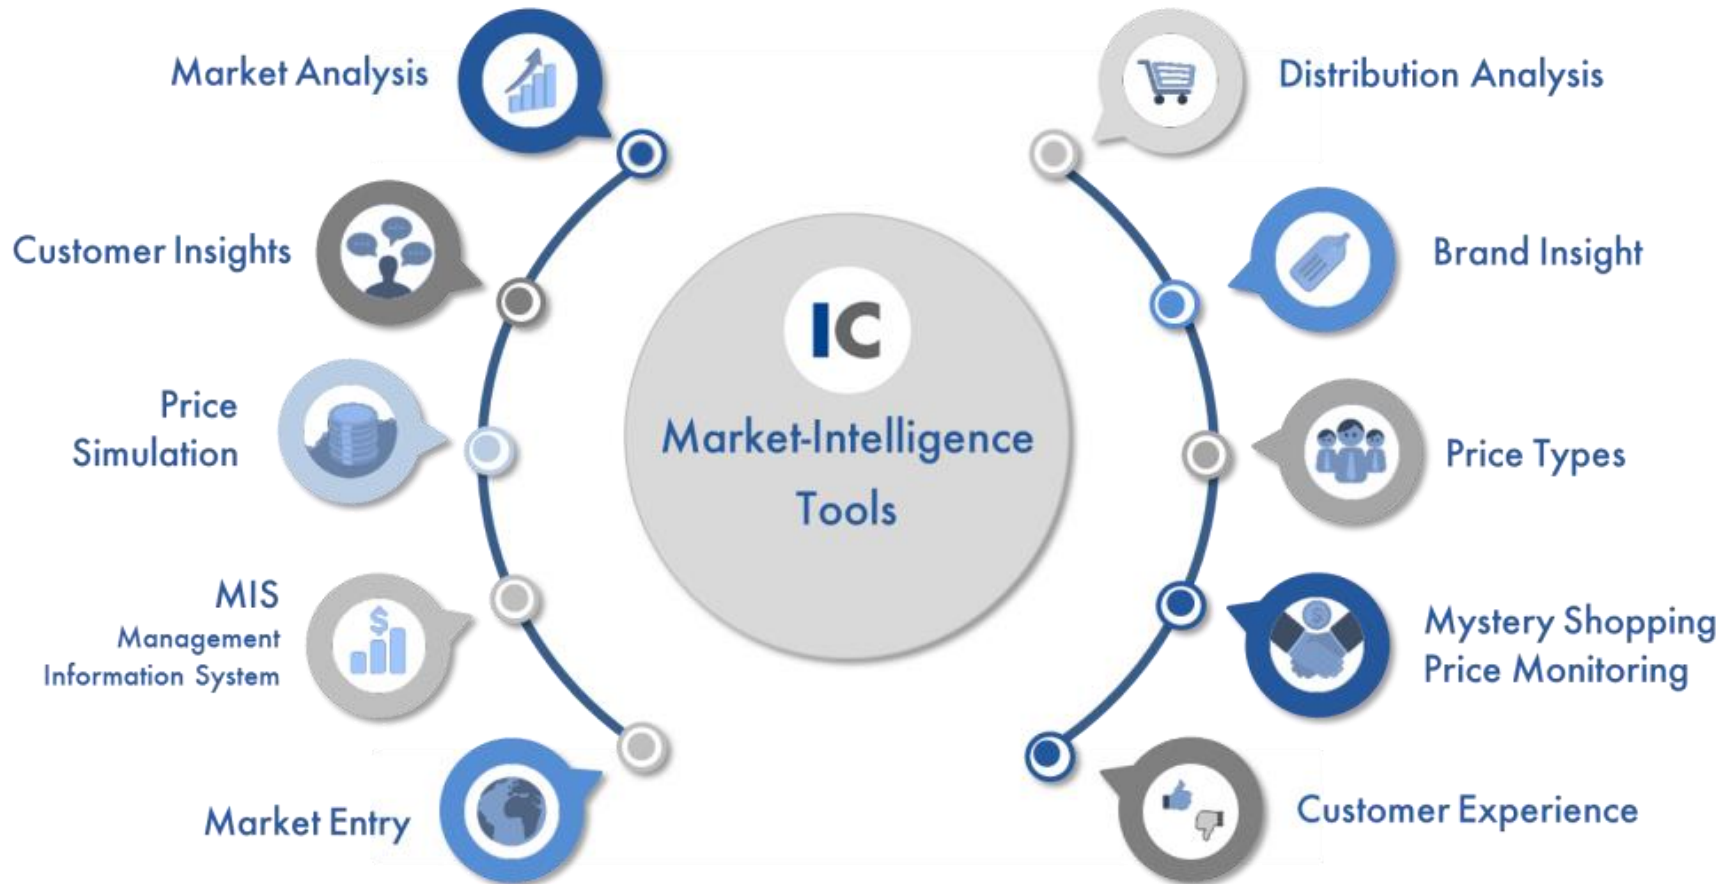 Market Analysis
Customer Insights
Price
Simulation
MIS
Management
Information System
Market Entry
IC
Market-Intelligence
Tools
$
Distribution Analysis
Brand Insight
Price Types
$
Mystery Shopping
Price Monitoring
Customer Experience